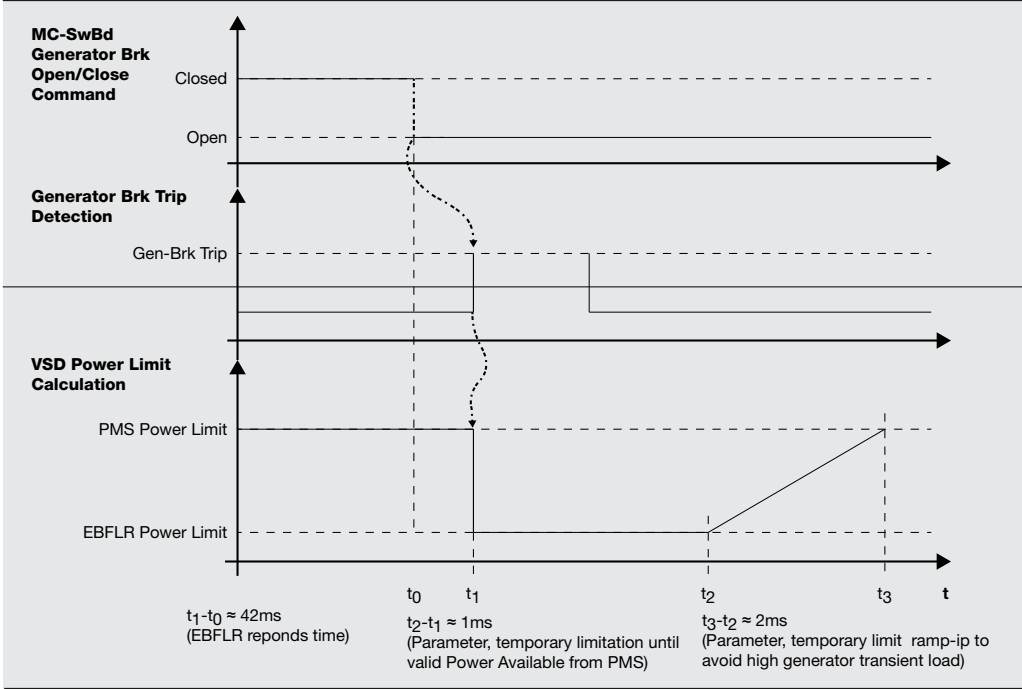 MC-SwBd
Generator Brk
Open/Close
Command
Closed
Open
Generator Brk Trip
Detection
Gen-Brk Trip
VSD Power Limit
Calculation
PMS Power Limit
EBFLR Power Limit
t0 t1 t2 t3 t
t1-t0 ≈ 42ms
(EBFLR reponds time)
t2-t1 ≈ 1ms
(Parameter, temporary limitation until
valid Power Available from PMS)
t3-t2 ≈ 2ms
(Parameter, temporary limit ramp-ip to
avoid high generator transient load)